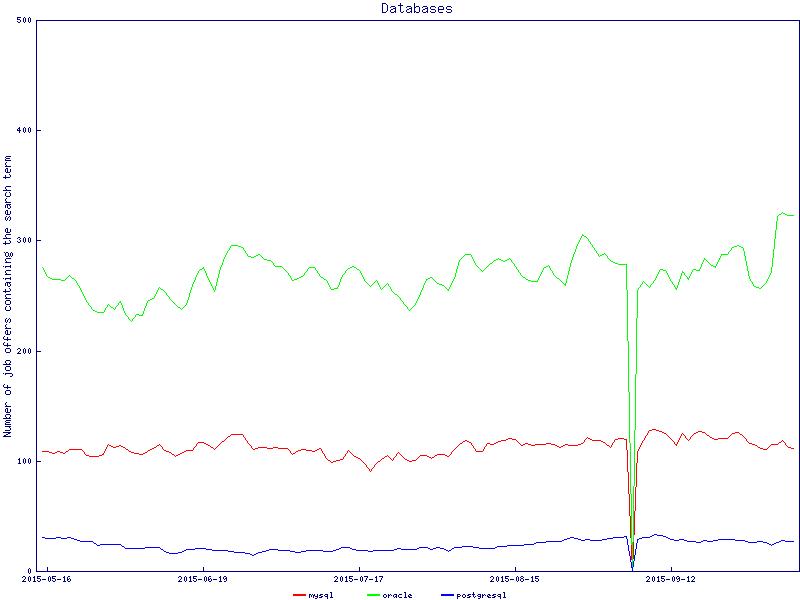 Databases
Number of job offers containing the search term
500
400
300
200
100
0
2015-05-16 2015-06-19 2015-07-17 2015-08-15 2015-09-12
mysql oracle postgresql